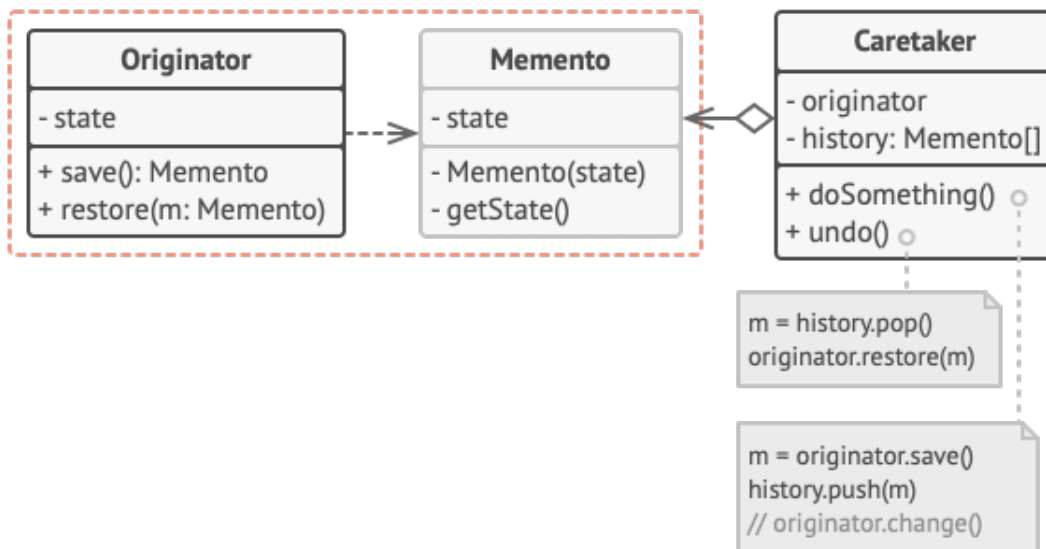 Originator
- state
+ save(): Memento
+ restore(m: Memento)
Memento
- state
- Memento(state)
- getState()
Caretaker
- originator
- history: Memento[]
+ doSomething()
+ undo()
m = history.pop()
originator.restore(m)
m = originator.save()
history.push(m)
// originator.change()